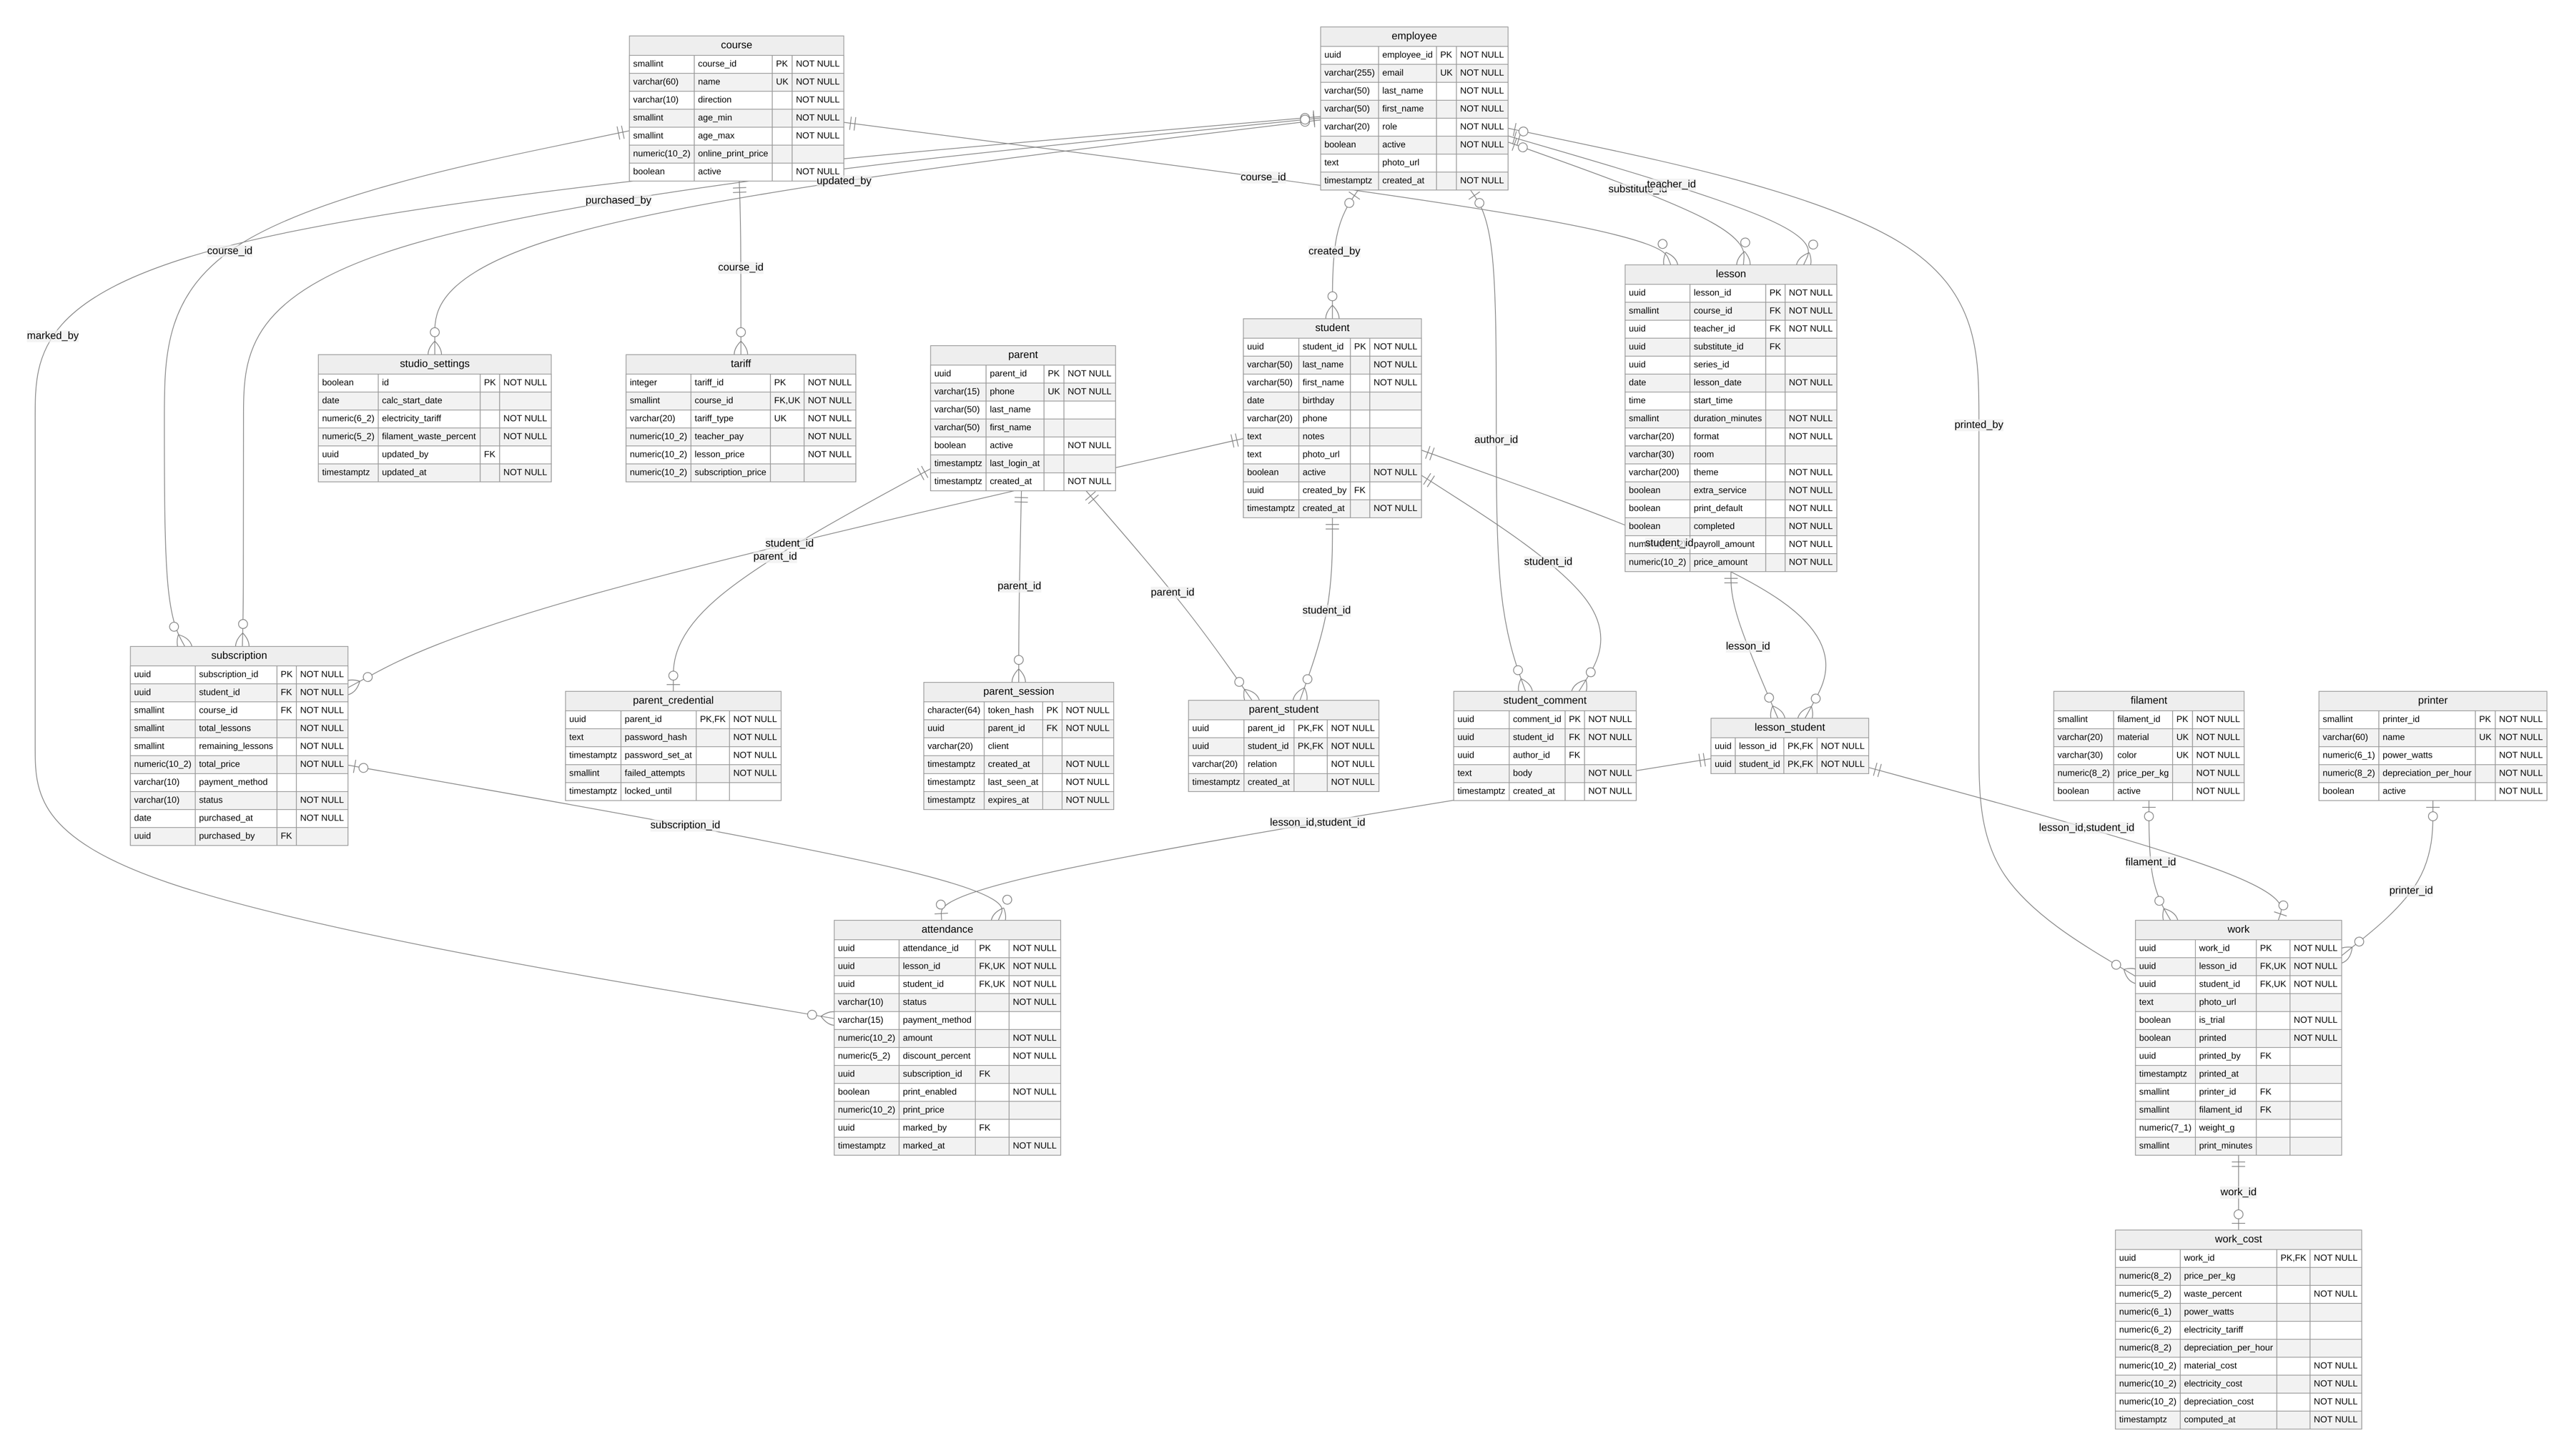 course
smallint course_id PK NOT NULL
varchar(60) name UK NOT NULL
varchar(10) direction NOT NULL
smallint age_min NOT NULL
smallint age_max NOT NULL
numeric(10_2) online_print_price
boolean active NOT NULL
employee
uuid employee_id PK NOT NULL
varchar(255) email UK NOT NULL
varchar(50) last_name NOT NULL
varchar(50) first_name NOT NULL
varchar(20) role NOT NULL
boolean active NOT NULL
text photo_url
timestamptz created_at NOT NULL
updated_by
purchased_by
course_id
substitute_id
teacher_id
course_id
marked_by
course_id
created_by
author_id
printed_by
studio_settings
boolean id PK NOT NULL
date calc_start_date
numeric(6_2) electricity_tariff NOT NULL
numeric(5_2) filament_waste_percent NOT NULL
uuid updated_by FK
timestamptz updated_at NOT NULL
tariff
integer tariff_id PK NOT NULL
smallint course_id FK,UK NOT NULL
varchar(20) tariff_type UK NOT NULL
numeric(10_2) teacher_pay NOT NULL
numeric(10_2) lesson_price NOT NULL
numeric(10_2) subscription_price
parent
uuid parent_id PK NOT NULL
varchar(15) phone UK NOT NULL
varchar(50) last_name
varchar(50) first_name
boolean active NOT NULL
timestamptz last_login_at
timestamptz created_at NOT NULL
student
uuid student_id PK NOT NULL
varchar(50) last_name NOT NULL
varchar(50) first_name NOT NULL
date birthday
varchar(20) phone
text notes
text photo_url
boolean active NOT NULL
uuid created_by FK
timestamptz created_at NOT NULL
lesson
uuid lesson_id PK NOT NULL
smallint course_id FK NOT NULL
uuid teacher_id FK NOT NULL
uuid substitute_id FK
uuid series_id
date lesson_date NOT NULL
time start_time
smallint duration_minutes NOT NULL
varchar(20) format NOT NULL
varchar(30) room
varchar(200) theme NOT NULL
boolean extra_service NOT NULL
boolean print_default NOT NULL
boolean completed NOT NULL
payroll_amount NOT NULL
numeric(10_2) price_amount NOT NULL
student_id
parent_id
student_id
student_id
parent_id
parent_id
student_id
lesson_id
subscription
uuid subscription_id PK NOT NULL
uuid student_id FK NOT NULL
smallint course_id FK NOT NULL
smallint total_lessons NOT NULL
smallint remaining_lessons NOT NULL
numeric(10_2) total_price NOT NULL
varchar(10) payment_method
varchar(10) status NOT NULL
date purchased_at NOT NULL
uuid purchased_by FK
parent_credential
uuid parent_id PK,FK NOT NULL
text password_hash NOT NULL
timestamptz password_set_at NOT NULL
smallint failed_attempts NOT NULL
timestamptz locked_until
parent_session
character(64) token_hash PK NOT NULL
uuid parent_id FK NOT NULL
varchar(20) client
timestamptz created_at NOT NULL
timestamptz last_seen_at NOT NULL
timestamptz expires_at NOT NULL
parent_student
uuid parent_id PK,FK NOT NULL
uuid student_id PK,FK NOT NULL
varchar(20) relation NOT NULL
timestamptz created_at NOT NULL
student_comment
uuid comment_id PK NOT NULL
uuid student_id FK NOT NULL
uuid author_id FK
text body NOT NULL
timestamptz created_at NOT NULL
lesson_student
uuid lesson_id PK,FK NOT NULL
uuid student_id PK,FK NOT NULL
filament
smallint filament_id PK NOT NULL
varchar(20) material UK NOT NULL
varchar(30) color UK NOT NULL
numeric(8_2) price_per_kg NOT NULL
boolean active NOT NULL
printer
smallint printer_id PK NOT NULL
varchar(60) name UK NOT NULL
numeric(6_1) power_watts NOT NULL
numeric(8_2) depreciation_per_hour NOT NULL
boolean active NOT NULL
subscription_id
lesson_id,student_id
lesson_id,student_id
filament_id
printer_id
attendance
uuid attendance_id PK NOT NULL
uuid lesson_id FK,UK NOT NULL
uuid student_id FK,UK NOT NULL
varchar(10) status NOT NULL
varchar(15) payment_method
numeric(10_2) amount NOT NULL
numeric(5_2) discount_percent NOT NULL
uuid subscription_id FK
boolean print_enabled NOT NULL
numeric(10_2) print_price
uuid marked_by FK
timestamptz marked_at NOT NULL
work
uuid work_id PK NOT NULL
uuid lesson_id FK,UK NOT NULL
uuid student_id FK,UK NOT NULL
text photo_url
boolean is_trial NOT NULL
boolean printed NOT NULL
uuid printed_by FK
timestamptz printed_at
smallint printer_id FK
smallint filament_id FK
numeric(7_1) weight_g
smallint print_minutes
work_id
work_cost
uuid work_id PK,FK NOT NULL
numeric(8_2) price_per_kg
numeric(5_2) waste_percent NOT NULL
numeric(6_1) power_watts
numeric(6_2) electricity_tariff
numeric(8_2) depreciation_per_hour
numeric(10_2) material_cost NOT NULL
numeric(10_2) electricity_cost NOT NULL
numeric(10_2) depreciation_cost NOT NULL
timestamptz computed_at NOT NULL